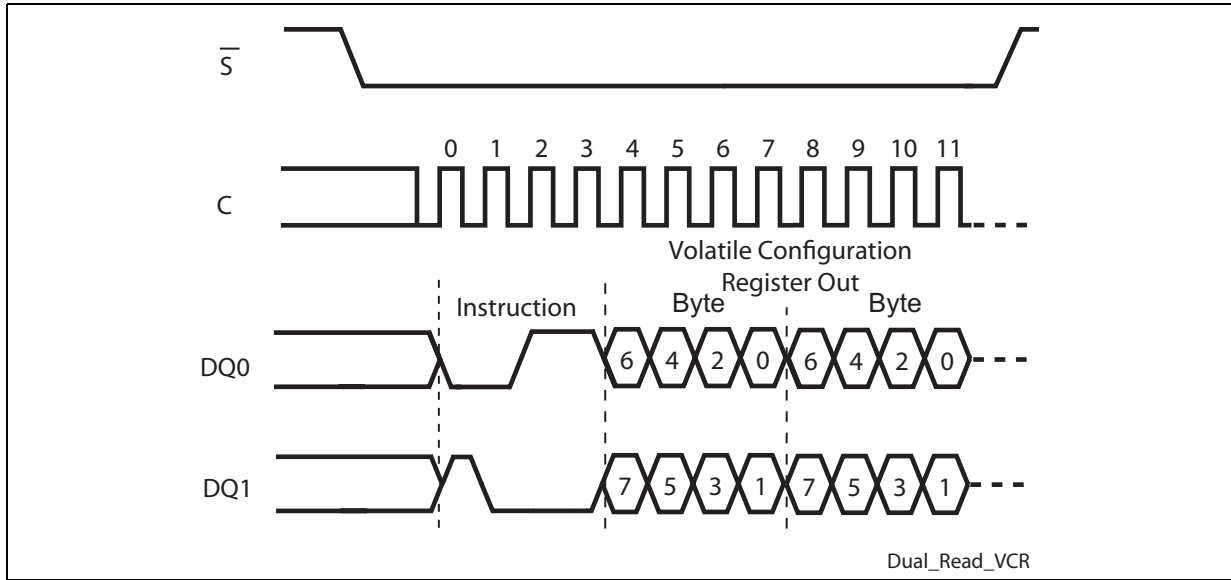 S
0 1 2 3 4 5 6 7 8 9 10 11
C
Volatile Configuration
Register Out
Instruction Byte Byte
DQ0 6 4 2 0 6 4 2 0
DQ1 7 5 3 1 7 5 3 1
Dual_Read_VCR